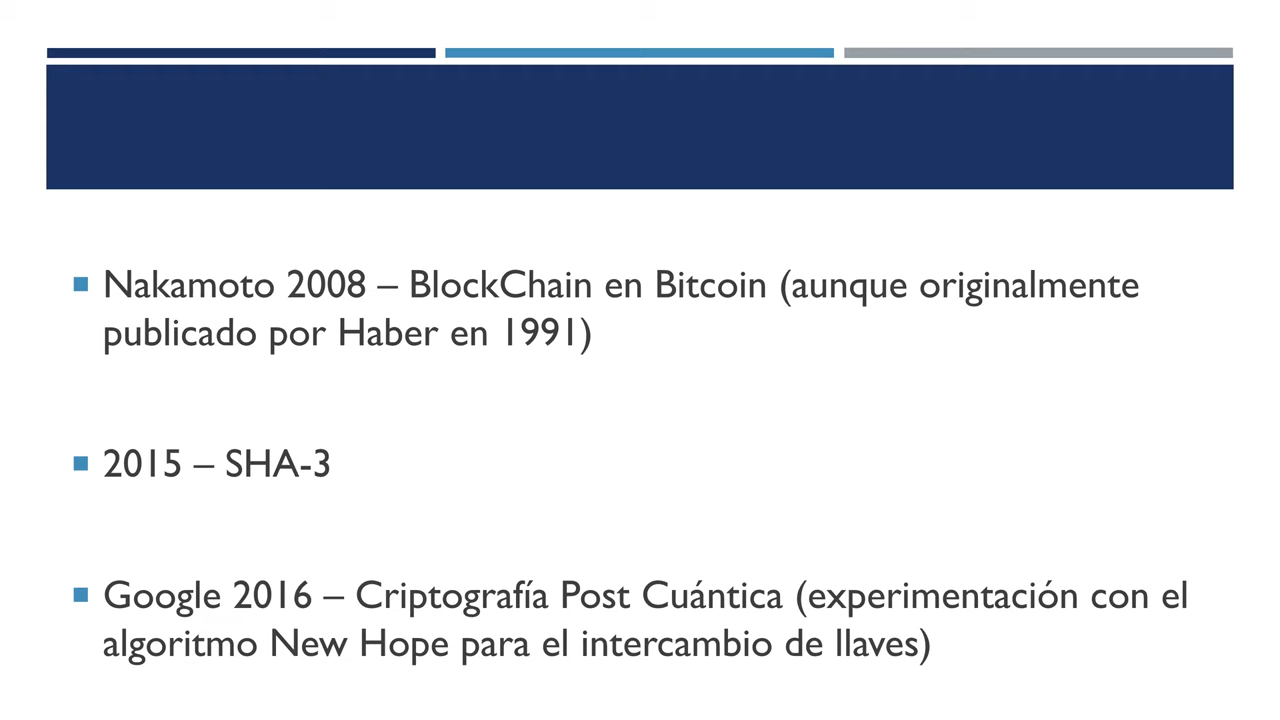 Nakamoto 2008 – BlockChain en Bitcoin (aunque originalmente
publicado por Haber en 1991)
2015 – SHA-3
Google 2016 – Criptografía Post Cuántica (experimentación con el
algoritmo New Hope para el intercambio de llaves)